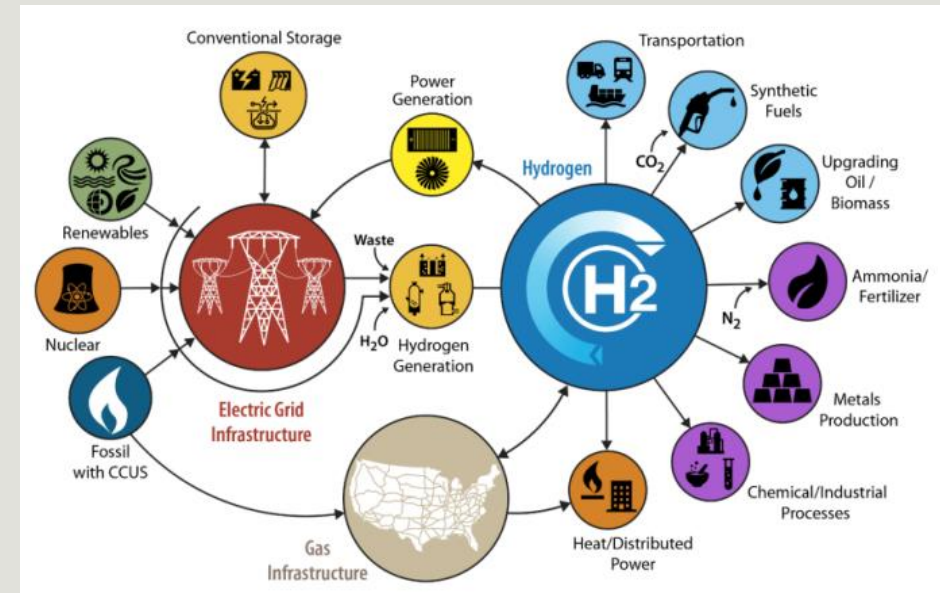 Conventional Storage
Transportation
Power
Generation
Synthetic
Fuels
Hydrogen
CO2
Upgrading
Oil /
Biomass
Renewables
Waste
H2
Ammonia/
Fertilizer
N2
Nuclear
H2O
Hydrogen
Generation
Metals
Production
Electric Grid
Infrastructure
Fossil
with CCUS
Chemical/Industrial
Processes
Gas
Infrastructure
Heat/Distributed
Power